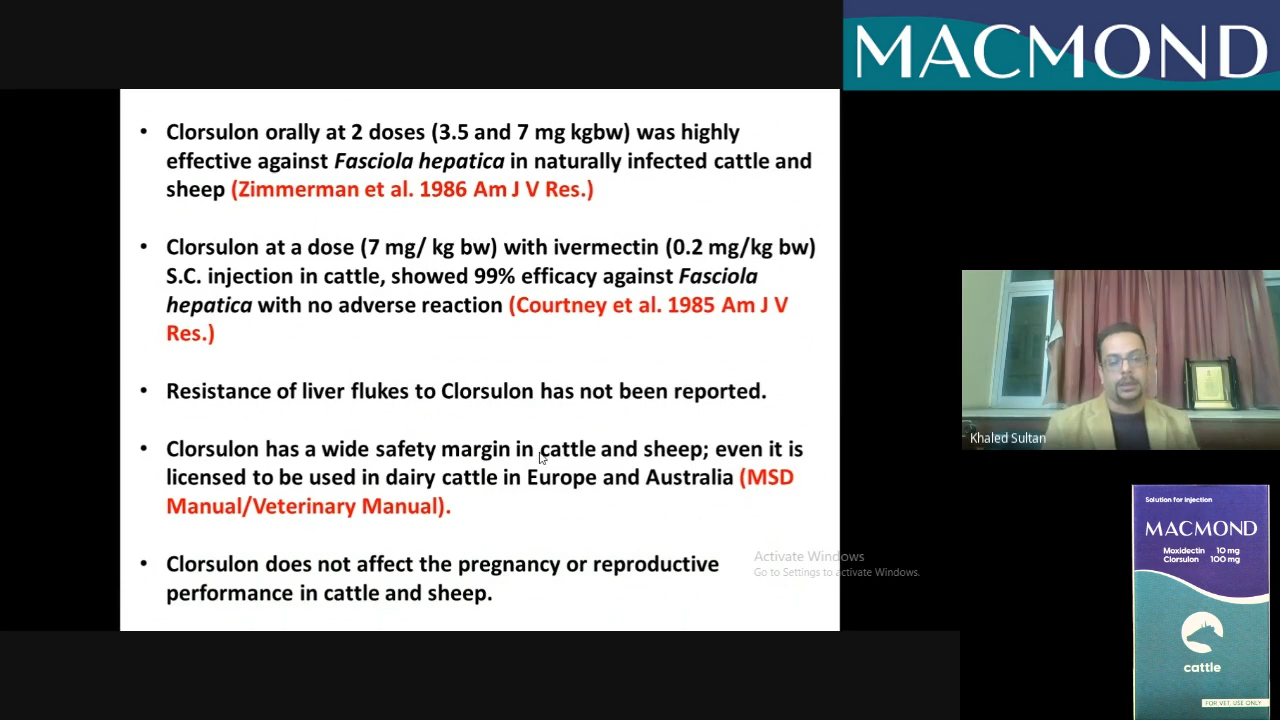 MACMOND
• Clorsulon orally at 2 doses (3.5 and 7 mg kgbw) was highly
effective against Fasciola hepatica in naturally infected cattle and
sheep (Zimmerman et al. 1986 Am J V Res.)
• Clorsulon at a dose (7 mg/ kg bw) with ivermectin (0.2 mg/kg bw)
S.C. injection in cattle, showed 99% efficacy against Fasciola
hepatica with no adverse reaction (Courtney et al. 1985 Am J V
Res.)
• Resistance of liver flukes to Clorsulon has not been reported.
• Clorsulon has a wide safety margin in cattle and sheep; even it is
licensed to be used in dairy cattle in Europe and Australia (MSD
Manual/Veterinary Manual).
• Clorsulon does not affect the pregnancy or reproductive
performance in cattle and sheep.
Activate Windows
Go to Settings to activate Windows.
Khaled Sultan
Solution for Injection
MACMOND
Moxidectin 10 mg
Clorsulon 100 mg
cattle
FOR VET. USE ONLY